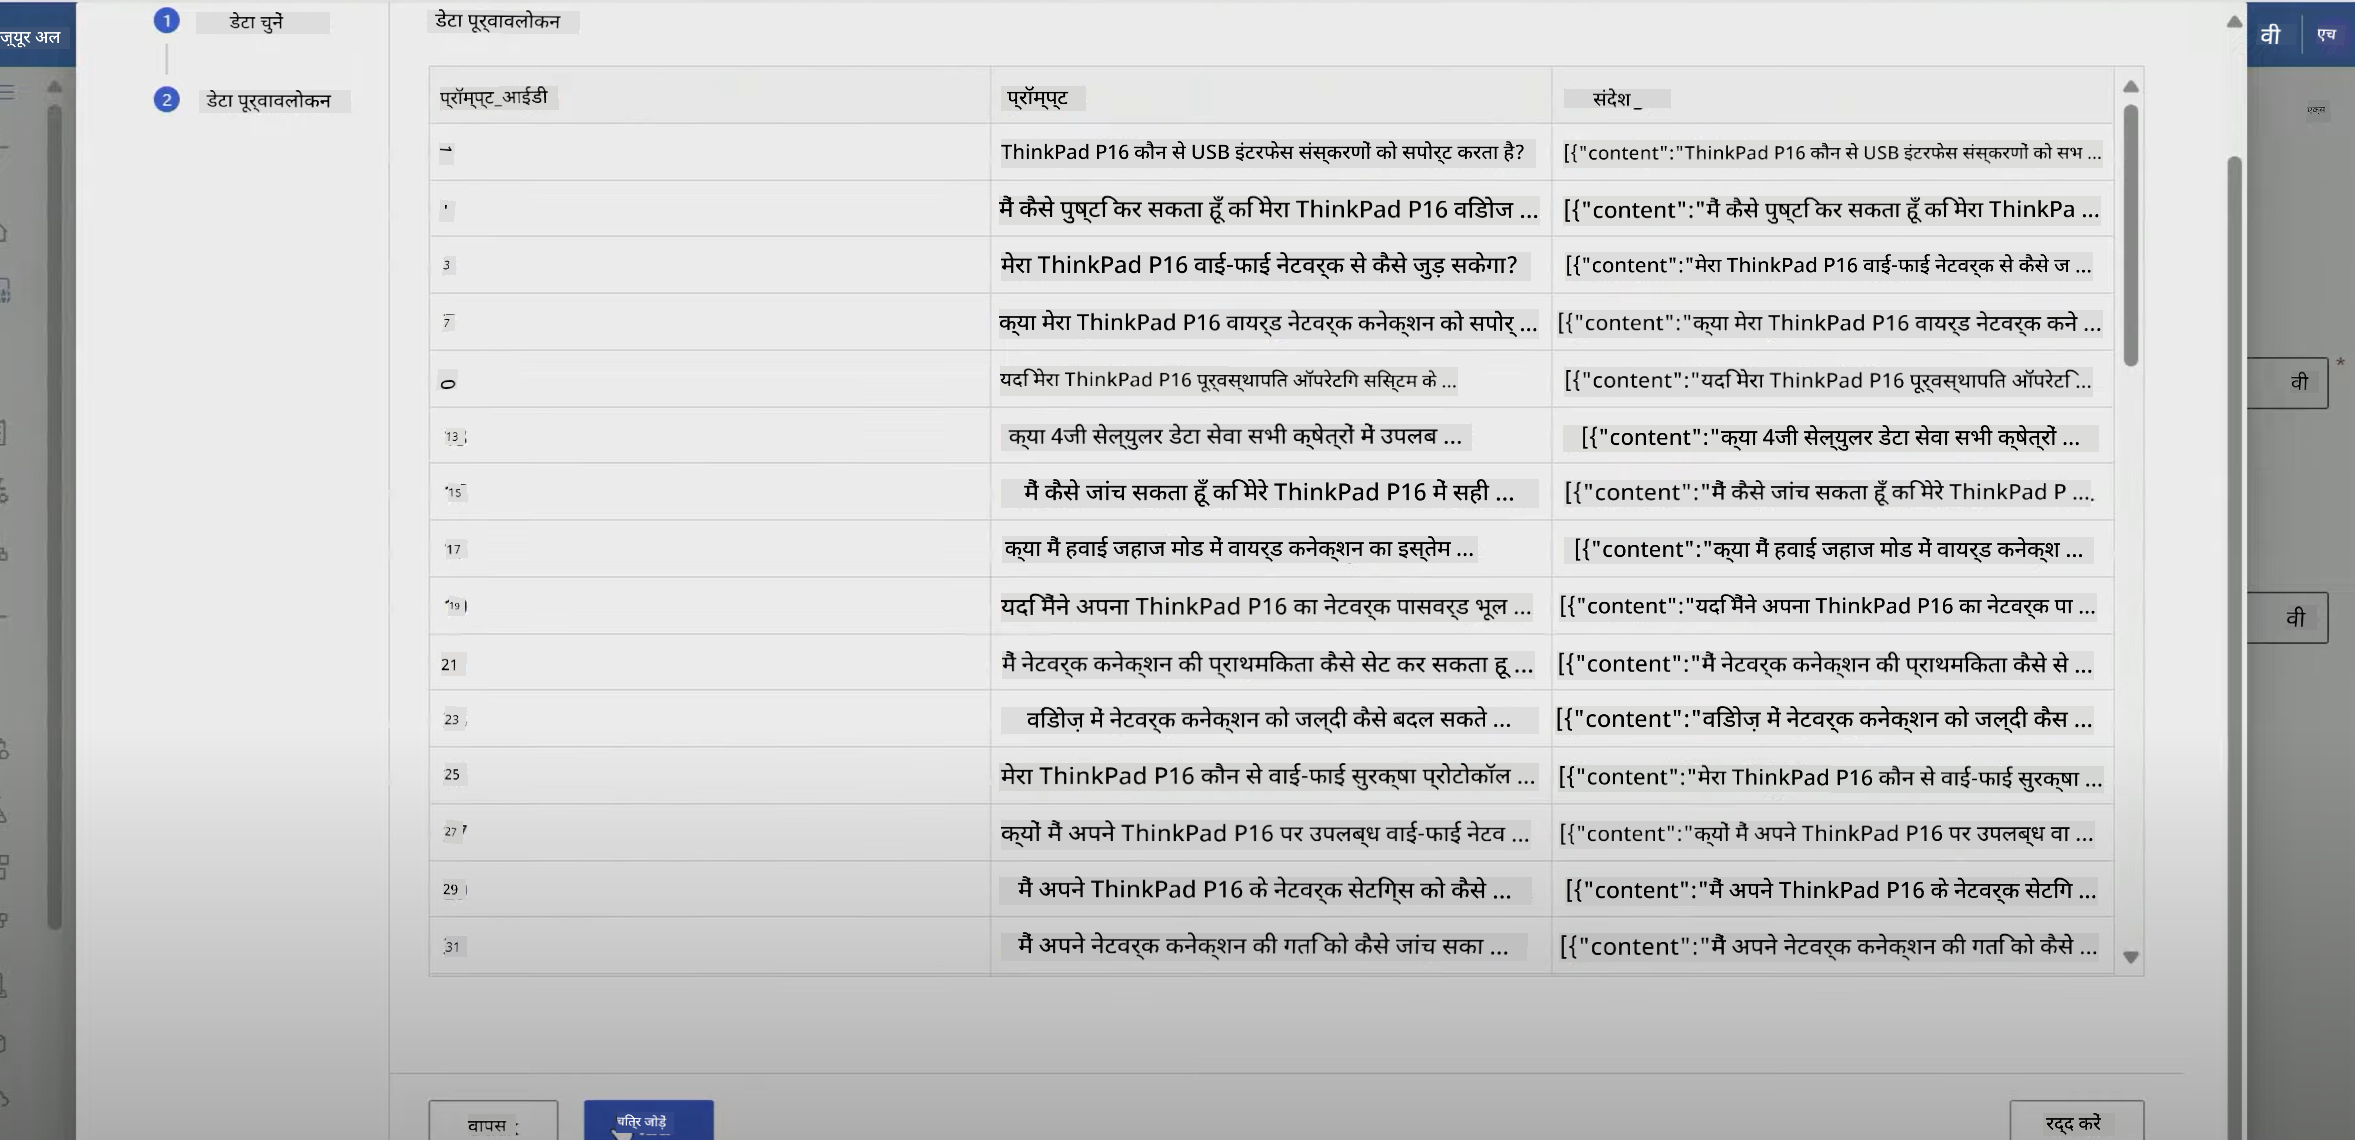 ज्यूर अल
1 डेटा चुनें
2 डेटा पूर्वावलोकन
डेटा पूर्वावलोकन
वी एच
प्रॉम्प्ट_आईडी प्रॉम्प्ट संदेश_
ThinkPad P16 कौन से USB इंटरफेस संस्करणों को सपोर्ट करता है? [{"content":"ThinkPad P16 कौन से USB इंटरफेस संस्करणों को सभ ...
' मैं कैसे पुष्टि कर सकता हूँ कि मेरा ThinkPad P16 विंडोज ... [{"content":"मैं कैसे पुष्टि कर सकता हूँ कि मेरा ThinkPa ...
3 मेरा ThinkPad P16 वाई-फाई नेटवर्क से कैसे जुड़ सकेगा? [{"content":"मेरा ThinkPad P16 वाई-फाई नेटवर्क से कैसे ज ...
7 क्या मेरा ThinkPad P16 वायर्ड नेटवर्क कनेक्शन को सपोर् ... [{"content":"क्या मेरा ThinkPad P16 वायर्ड नेटवर्क कने ...
यदि मेरा ThinkPad P16 पूर्वस्थापित ऑपरेटिंग सिस्टम के ... [{"content":"यदि मेरा ThinkPad P16 पूर्वस्थापित ऑपरेटि ...
13 क्या 4जी सेल्युलर डेटा सेवा सभी क्षेत्रों में उपलब ... [{"content":"क्या 4जी सेल्युलर डेटा सेवा सभी क्षेत्रों ...
15 मैं कैसे जांच सकता हूँ कि मेरे ThinkPad P16 में सही ... [{"content":"मैं कैसे जांच सकता हूँ कि मेरे ThinkPad P ...
17 क्या मैं हवाई जहाज मोड में वायर्ड कनेक्शन का इस्तेम ... [{"content":"क्या मैं हवाई जहाज मोड में वायर्ड कनेक्श ...
19 यदि मैंने अपना ThinkPad P16 का नेटवर्क पासवर्ड भूल ... [{"content":"यदि मैंने अपना ThinkPad P16 का नेटवर्क पा ...
21 मैं नेटवर्क कनेक्शन की प्राथमिकता कैसे सेट कर सकता हू ... [{"content":"मैं नेटवर्क कनेक्शन की प्राथमिकता कैसे से ...
23 विंडोज़ में नेटवर्क कनेक्शन को जल्दी कैसे बदल सकते ... [{"content":"विंडोज़ में नेटवर्क कनेक्शन को जल्दी कैस ...
25 मेरा ThinkPad P16 कौन से वाई-फाई सुरक्षा प्रोटोकॉल ... [{"content":"मेरा ThinkPad P16 कौन से वाई-फाई सुरक्षा ...
27 क्यों मैं अपने ThinkPad P16 पर उपलब्ध वाई-फाई नेटव ... [{"content":"क्यों मैं अपने ThinkPad P16 पर उपलब्ध वा ...
29 मैं अपने ThinkPad P16 के नेटवर्क सेटिंग्स को कैसे ... [{"content":"मैं अपने ThinkPad P16 के नेटवर्क सेटिंग ...
31 मैं अपने नेटवर्क कनेक्शन की गति को कैसे जांच सका ... [{"content":"मैं अपने नेटवर्क कनेक्शन की गति को कैसे ...
* वी
वी
वापस : चित्र जोड़ें रद्द करें